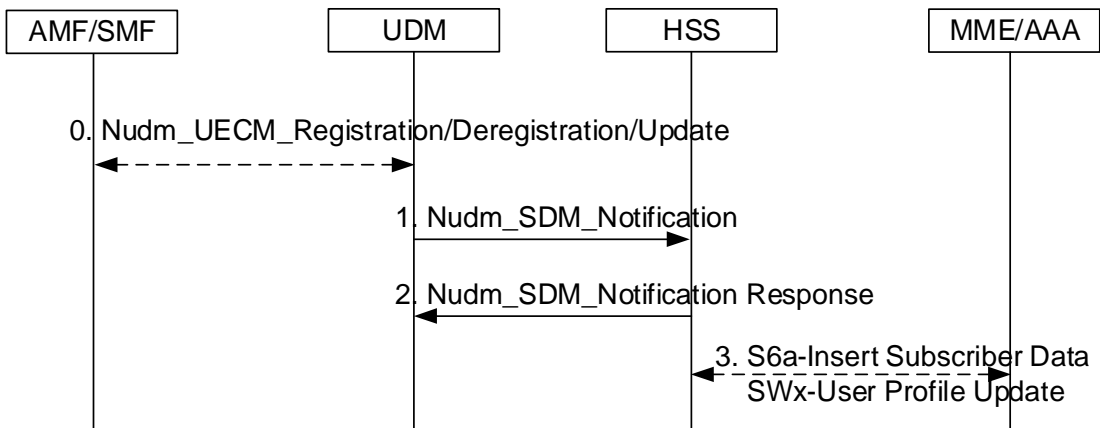 AMF/SMF
UDM
HSS
MME/AAA
0. Nudm_UECM_Registration/Deregistration/Update
1. Nudm_SDM_Notification
2. Nudm_SDM_Notification Response
3. S6a-Insert Subscriber Data
SWx-User Profile Update